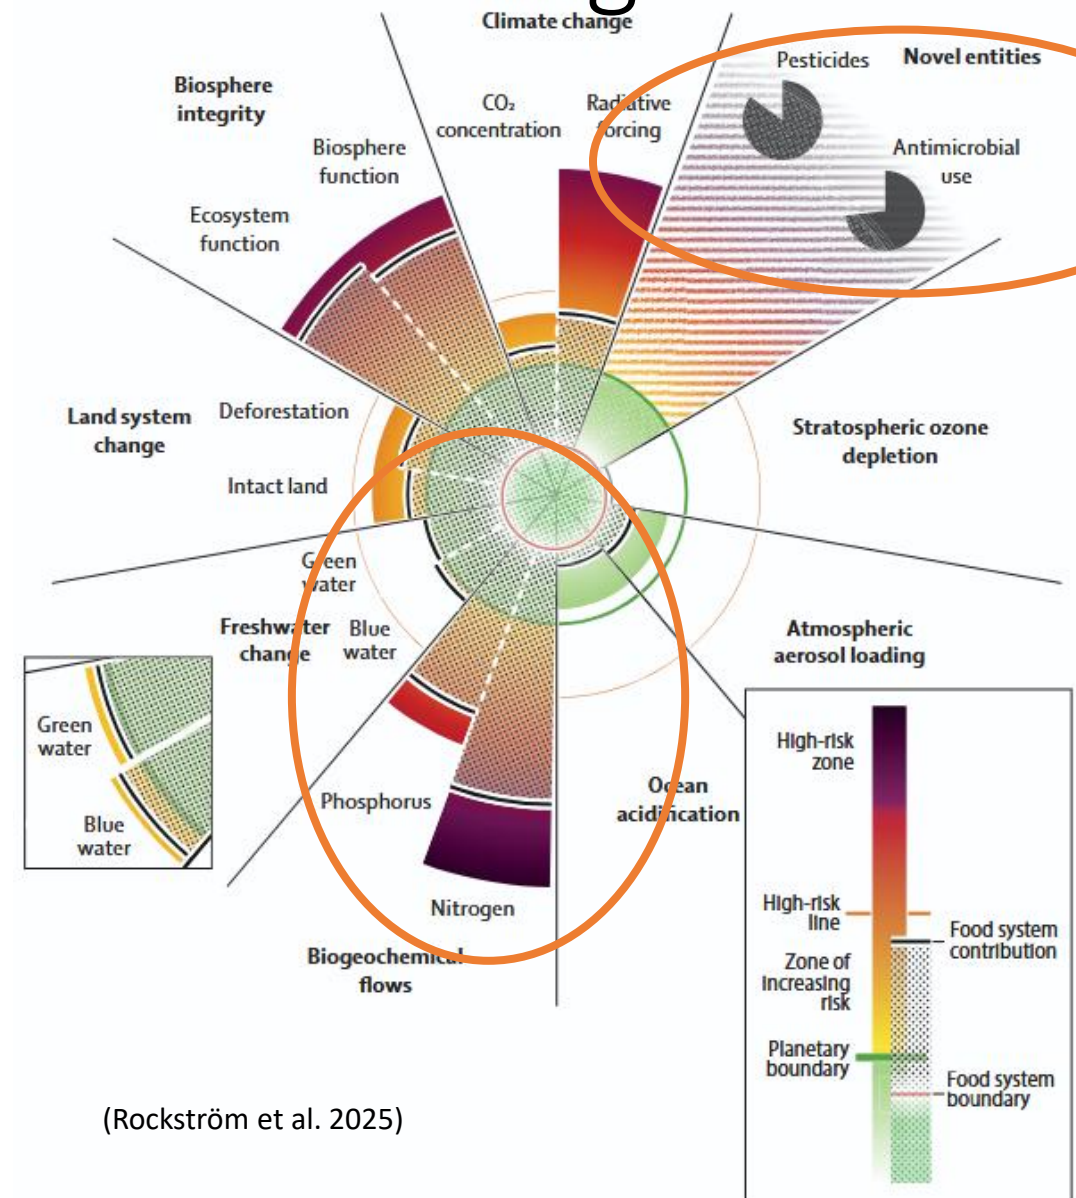 g
Climate change
Biosphere
integrity
CO₂
concentration
Radiative
forcing
Pesticides
Novel entities
Antimicrobial
use
Biosphere
function
Ecosystem
function
Land system
change
Deforestation
Intact land
Stratospheric ozone
depletion
Green
water
Freshwater
change
Blue
water
Atmospheric
aerosol loading
Green
water
Blue
water
Phosphorus
Nitrogen
Biogeochemical
flows
Ocean
acidification
High-risk
zone
High-risk
line
Food system
contribution
Zone of
increasing
risk
Planetary
boundary
Food system
boundary
(Rockström et al. 2025)